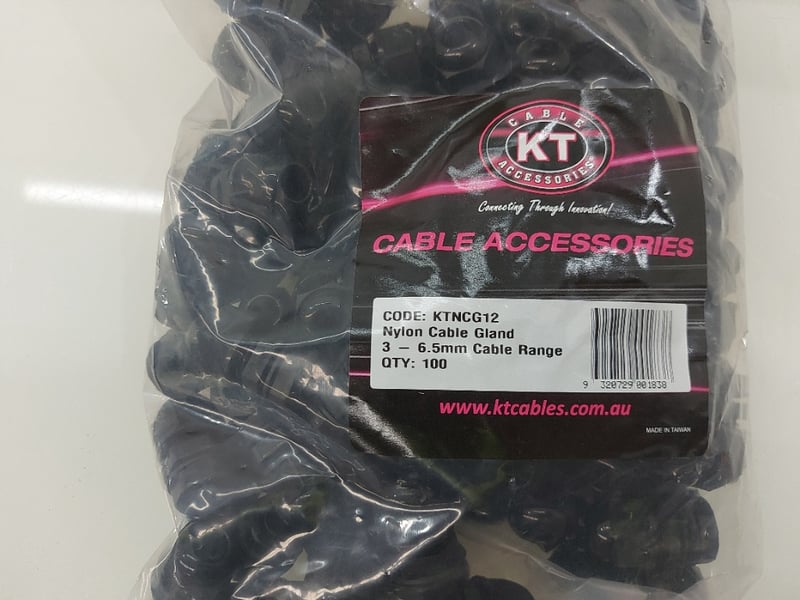 CABLE
KT
ACCESSORIES
Connecting Through Innovation!
CABLE ACCESSORIES
CODE: KTNCG12
Nylon Cable Gland
3 – 6.5mm Cable Range
QTY: 100
9 320729 001838
www.ktcables.com.au
MADE IN TAIWAN